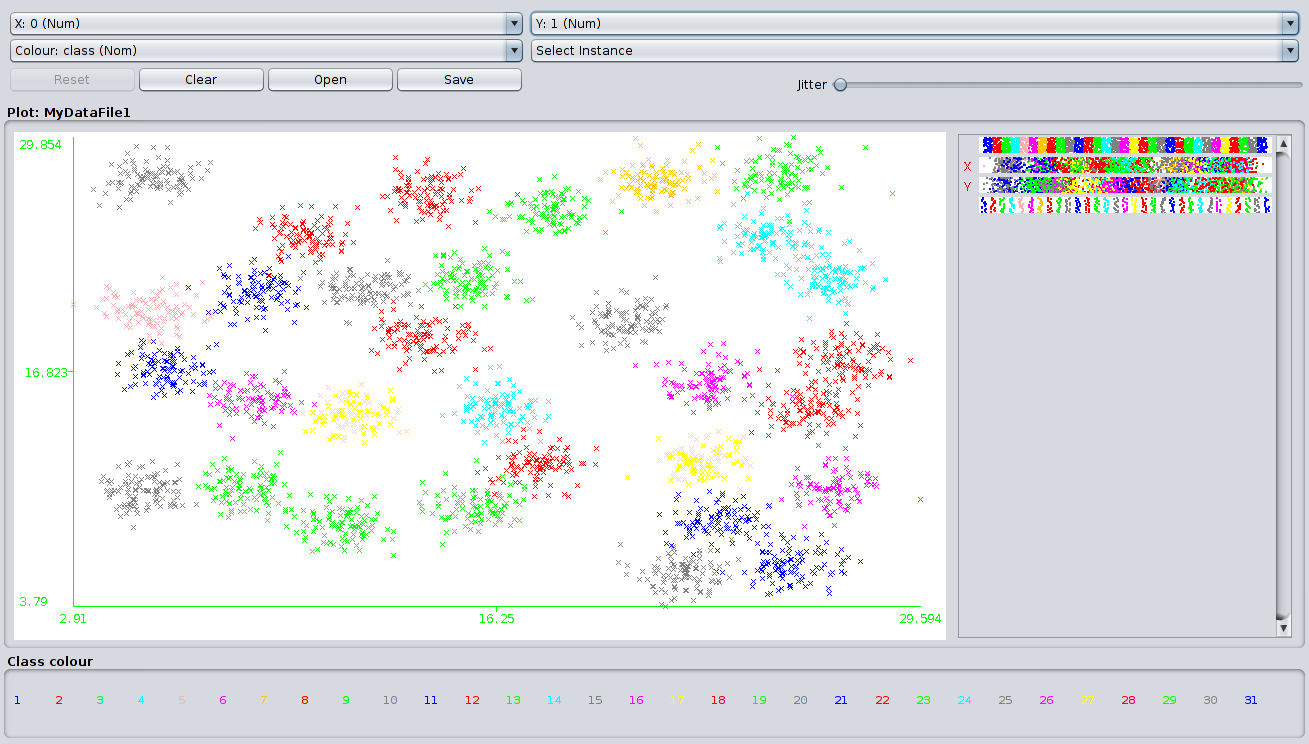 X: 0 (Num) Y: 1 (Num)
Colour: class (Nom) Select Instance
Reset Clear Open Save Jitter
Plot: MyDataFile1
29.854
X
Y
16.823
3.79
2.91 16.25 29.594
Class colour
1 2 3 4 5 6 7 8 9 10 11 12 13 14 15 16 17 18 19 20 21 22 23 24 25 26 27 28 29 30 31